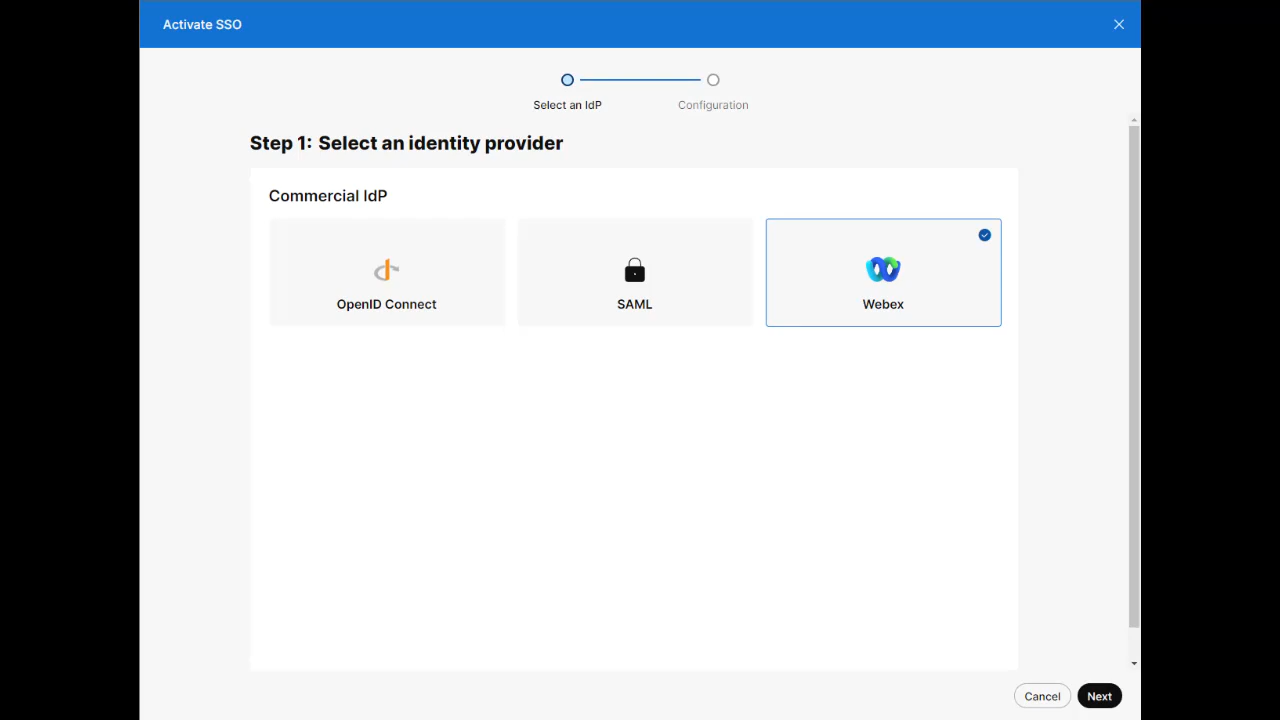 Activate SSO
Select an IdP
Configuration
Step 1: Select an identity provider
Commercial IdP
OpenID Connect
SAML
Webex
Cancel
Next